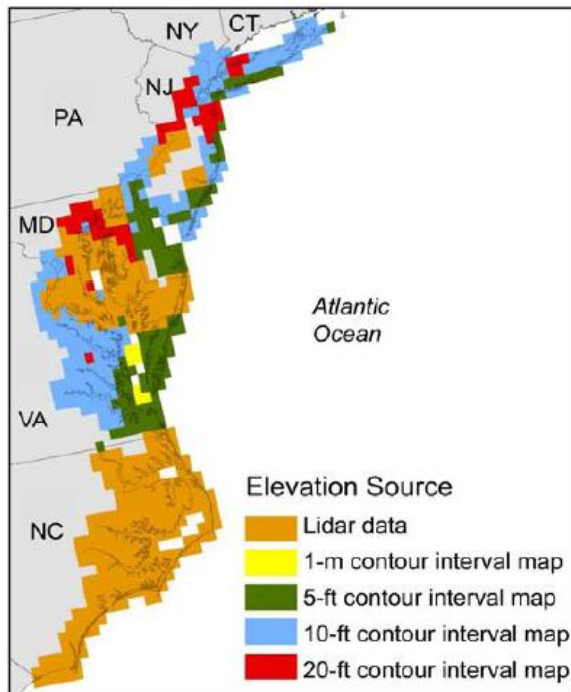 NY
CT
NJ
PA
MD
Atlantic
Ocean
VA
NC
Elevation Source
Lidar data
1-m contour interval map
5-ft contour interval map
10-ft contour interval map
20-ft contour interval map